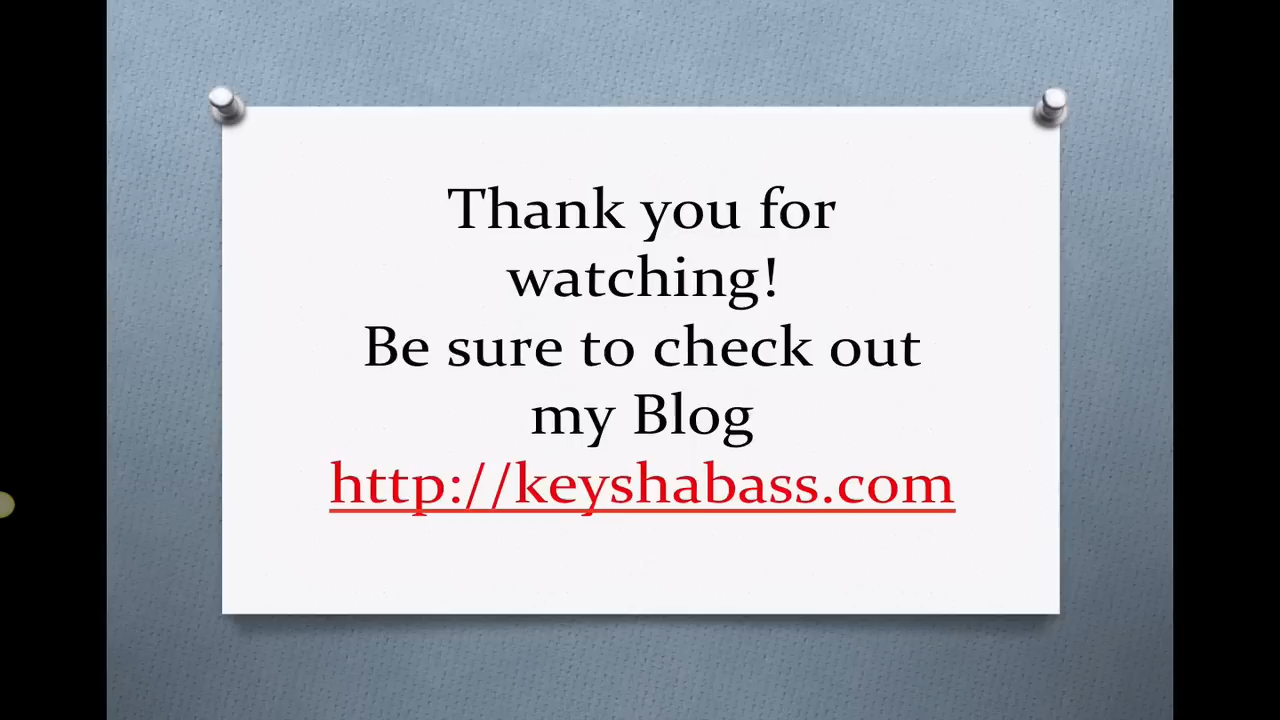 Thank you for
watching!
Be sure to check out
my Blog
http://keyshabass.com